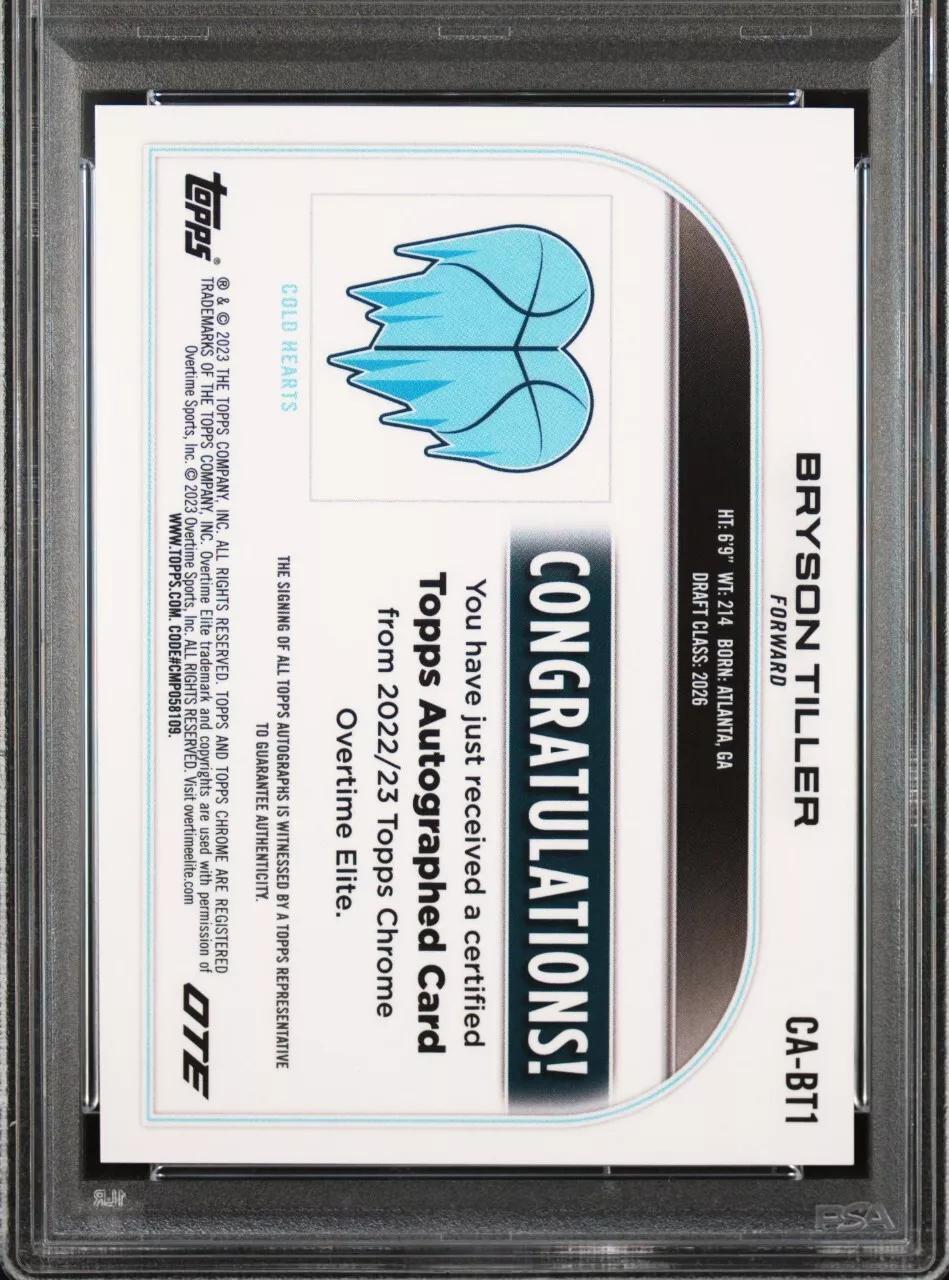 BRYSON TILLER
FORWARD
CA-BT1
HT: 6'9" WT: 214 BORN: ATLANTA, GA
DRAFT CLASS: 2026
CONGRATULATIONS!
You have just received a certified
Topps Autographed Card
from 2022/23 Topps Chrome
Overtime Elite.
COLD HEARTS
THE SIGNING OF ALL TOPPS AUTOGRAPHS IS WITNESSED BY A TOPPS REPRESENTATIVE
TO GUARANTEE AUTHENTICITY.
topps®
® & © 2023 THE TOPPS COMPANY, INC. ALL RIGHTS RESERVED. TOPPS AND TOPPS CHROME ARE REGISTERED
TRADEMARKS OF THE TOPPS COMPANY, INC. Overtime Elite trademark and copyrights are used with permission of
Overtime Sports, Inc. © 2023 Overtime Sports, Inc. ALL RIGHTS RESERVED. Visit overtimeelite.com
WWW.TOPPS.COM. CODE#CMP058109.
OTE
PSA